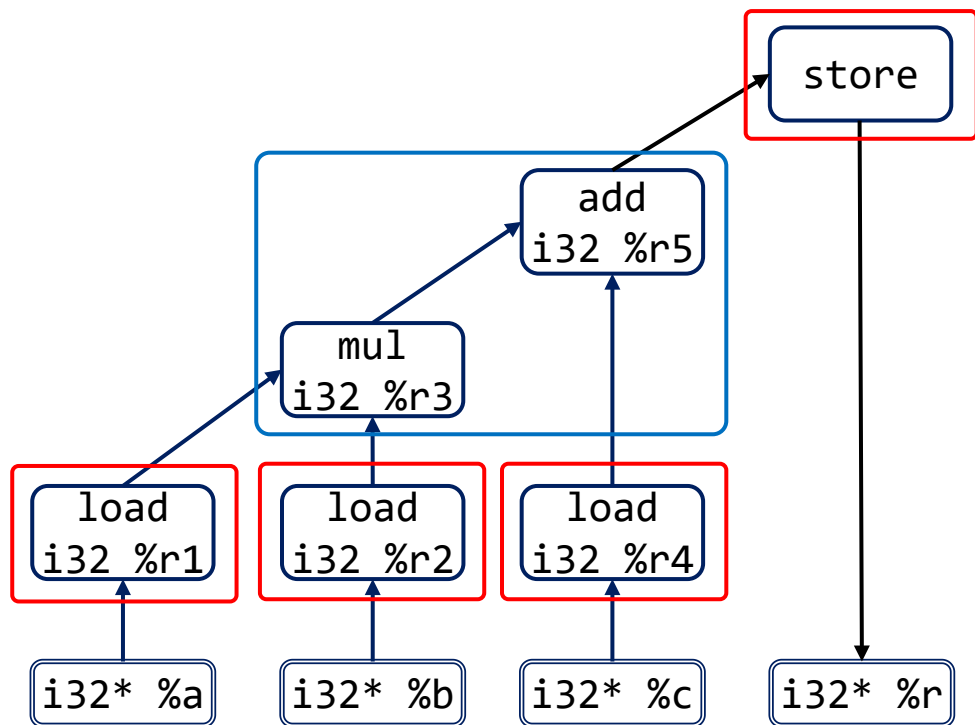 store
add
i32 %r5
mul
i32 %r3
load
i32 %r1
load
i32 %r2
load
i32 %r4
i32* %a
i32* %b
i32* %c
i32* %r